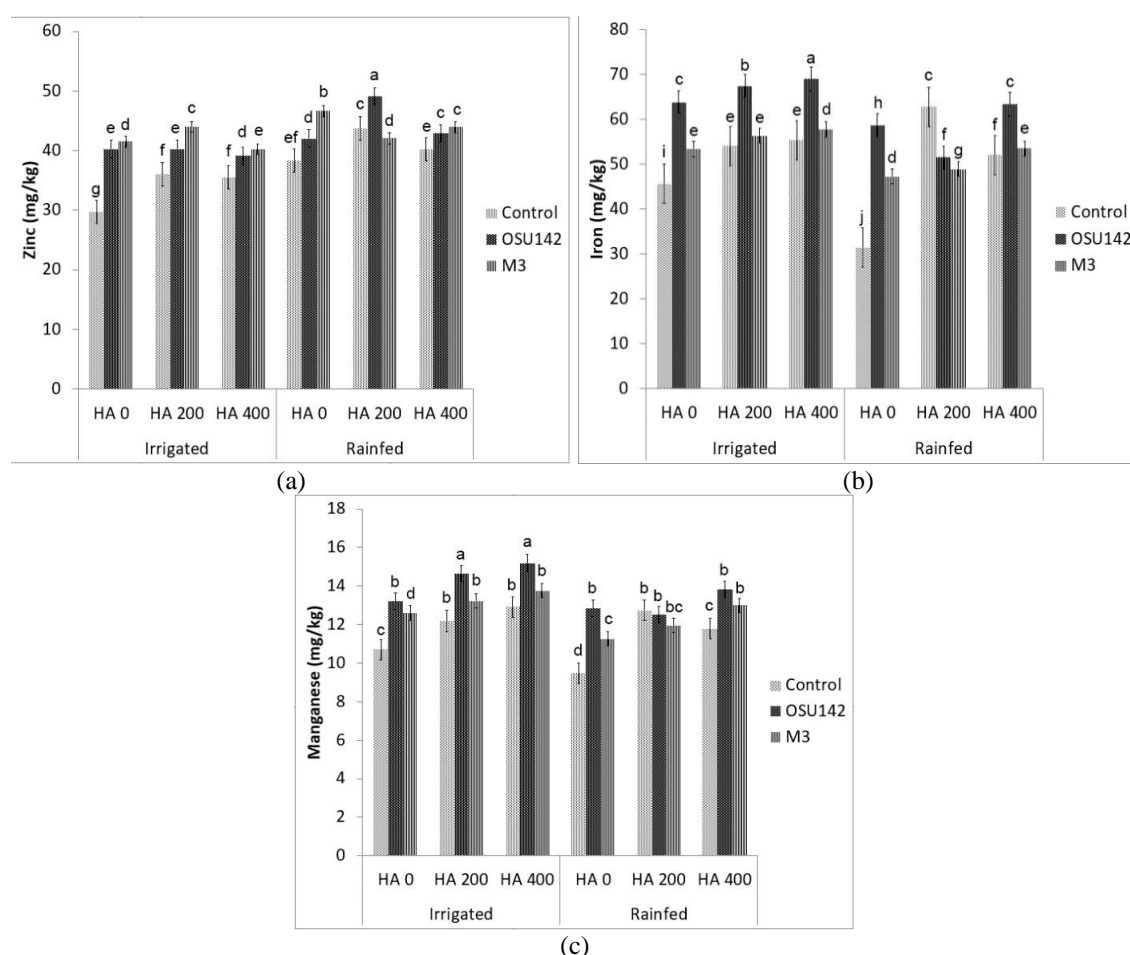 60
50
40
30
20
10
0
Zinc (mg/kg)
g e d f e c f d e ef d b c a d e c c
HA 0 HA 200 HA 400 HA 0 HA 200 HA 400
Irrigated Rainfed
Control
OSU142
M3
(a)
80
70
60
50
40
30
20
10
0
Iron (mg/kg)
i c e e b e e a d j h d c f g f c e
HA 0 HA 200 HA 400 HA 0 HA 200 HA 400
Irrigated Rainfed
Control
OSU142
M3
(b)
18
16
14
12
10
8
6
4
2
0
Manganese (mg/kg)
c b d b a b b a b d b c b b bc c b b
HA 0 HA 200 HA 400 HA 0 HA 200 HA 400
Irrigated Rainfed
Control
OSU142
M3
(c)